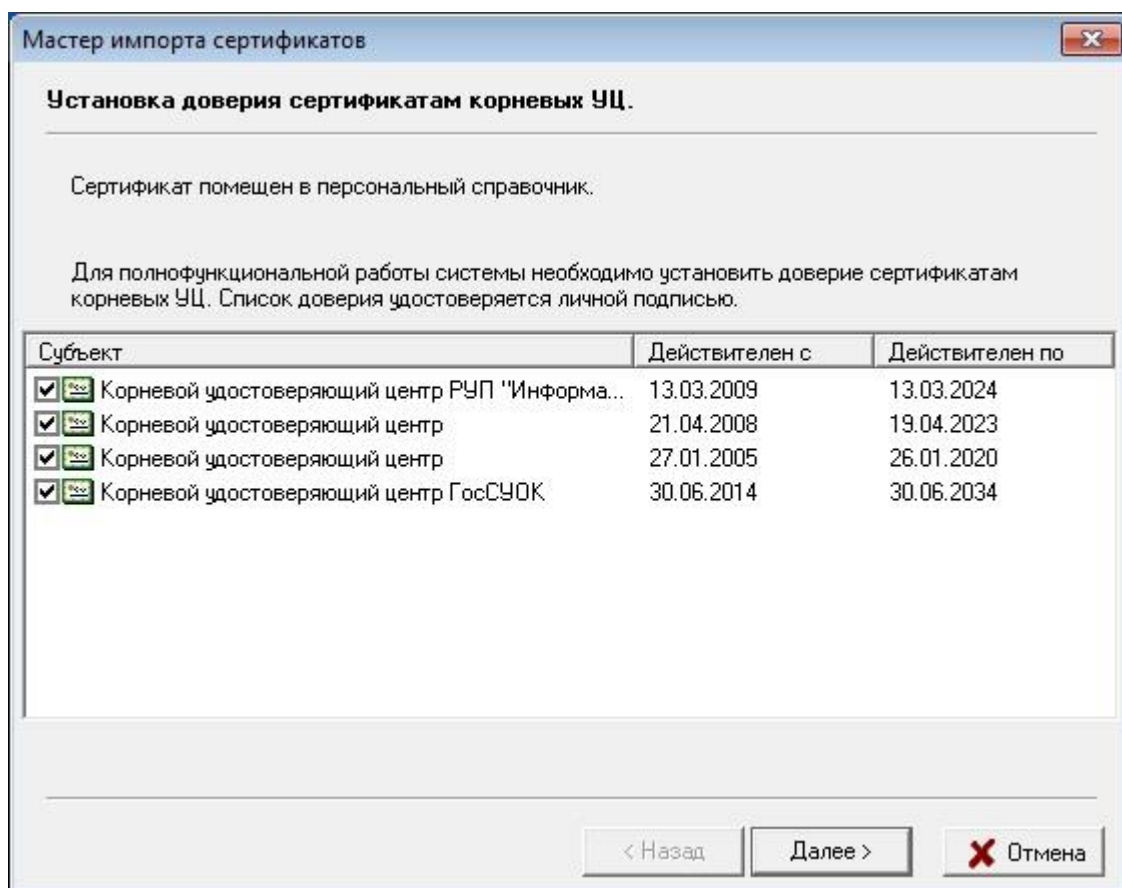 Мастер импорта сертификатов
Установка доверия сертификатам корневых УЦ.
Сертификат помещен в персональный справочник.
Для полнофункциональной работы системы необходимо установить доверие сертификатам
корневых УЦ. Список доверия удостоверяется личной подписью.
Субъект Действителен с Действителен по
Корневой удостоверяющий центр РУП "Информа... 13.03.2009 13.03.2024
Корневой удостоверяющий центр 21.04.2008 19.04.2023
Корневой удостоверяющий центр 27.01.2005 26.01.2020
Корневой удостоверяющий центр ГосСУОК 30.06.2014 30.06.2034
< Назад Далее > Отмена